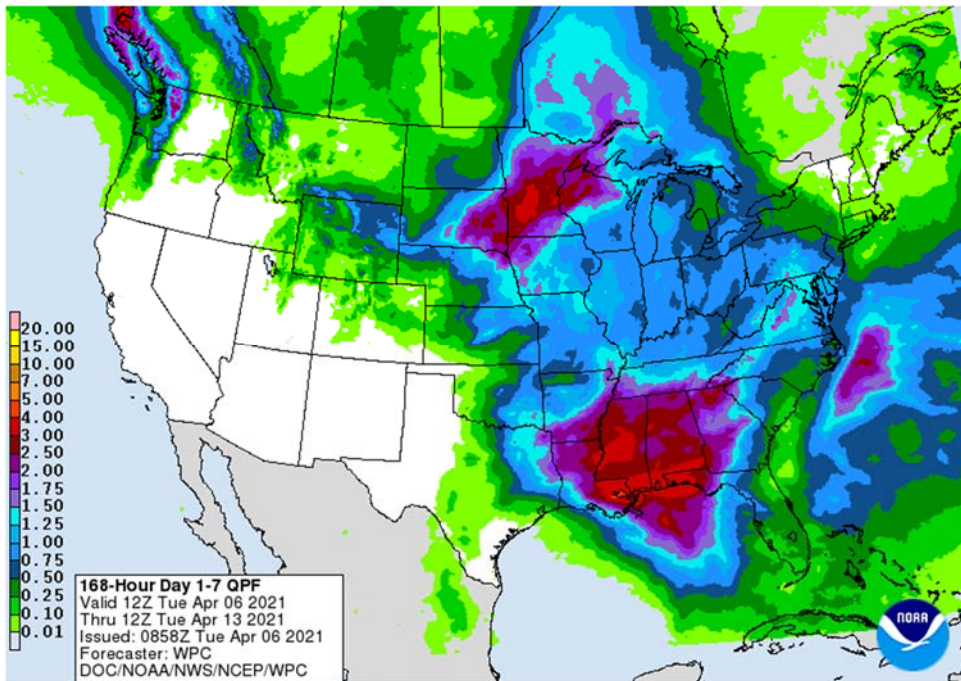 20.00
15.00
10.00
7.00
5.00
4.00
3.00
2.50
2.00
1.75
1.50
1.25
1.00
0.75
0.50
0.25
0.10
0.01
168-Hour Day 1-7 QPF
Valid 12Z Tue Apr 06 2021
Thru 12Z Tue Apr 13 2021
Issued: 0858Z Tue Apr 06 2021
Forecaster: WPC
DOC/NOAA/NWS/NCEP/WPC
NOAA